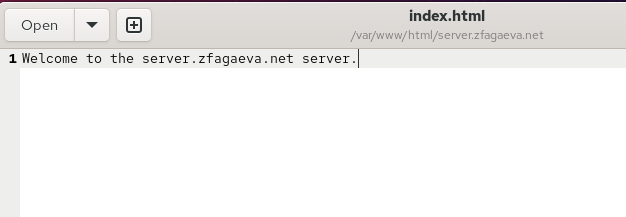 Open
index.html
/var/www/html/server.zfagaeva.net
1 Welcome to the server.zfagaeva.net server.